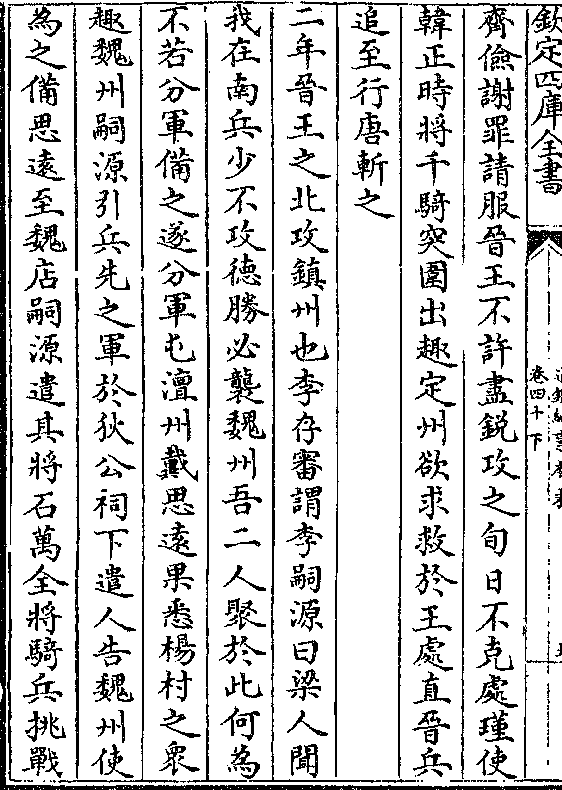 欽定四庫全書
卷四十下
齊儉謝罪請服晉王不許盡銳攻之旬日不克處瑾使
韓正時將千騎突圍出趣定州欲求救於王處直晉兵
追至行唐斬之
二年晉王之北攻鎮州也李存審謂李嗣源曰梁人聞
我在南兵少不攻德勝必襲魏州吾二人聚於此何為
不若分軍備之遂分軍屯澶州戴思遠果悉楊村之衆
趣魏州嗣源引兵先之軍於狄公祠下遣人告魏州使
為之備思遠至魏店嗣源遣其將石萬全將騎兵挑戰